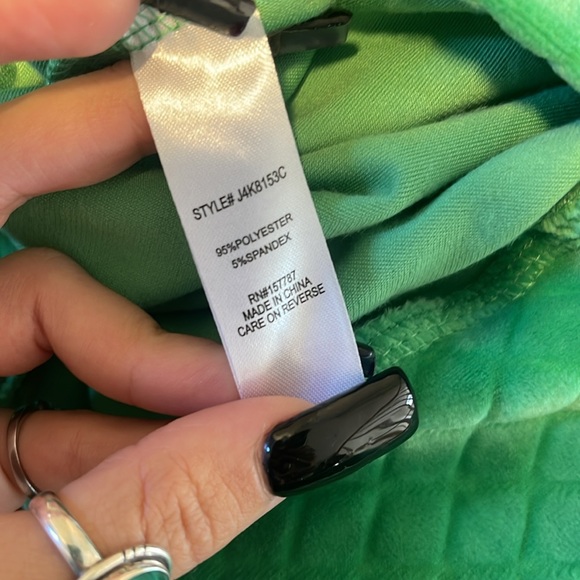 STYLE# J4K8153C
95%POLYESTER
5%SPANDEX
RN#157787
MADE IN CHINA
CARE ON REVERSE